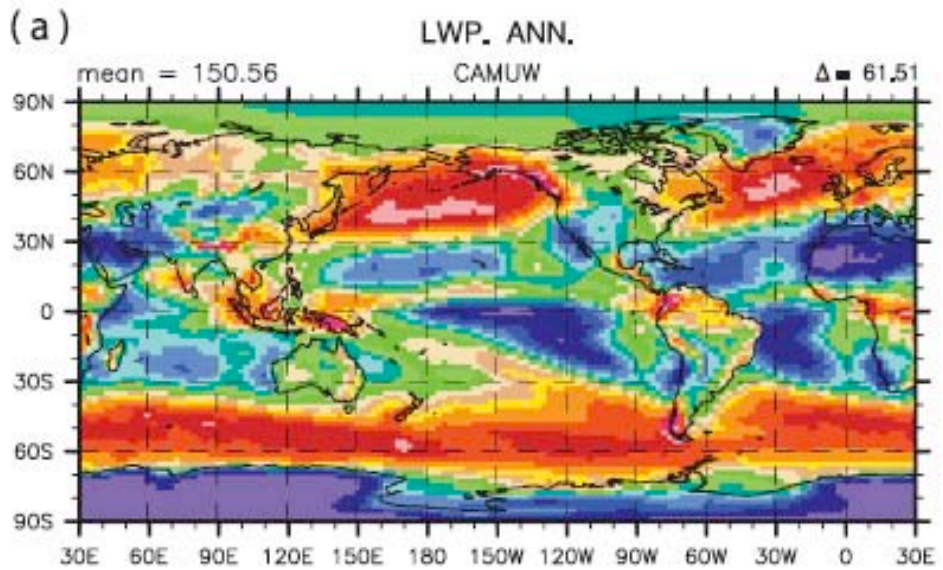 (a)
LWP. ANN.
mean = 150.56 CAMUW Δ = 61.51
90N
60N
30N
0
30S
60S
90S
30E 60E 90E 120E 150E 180 150W 120W 90W 60W 30W 0 30E